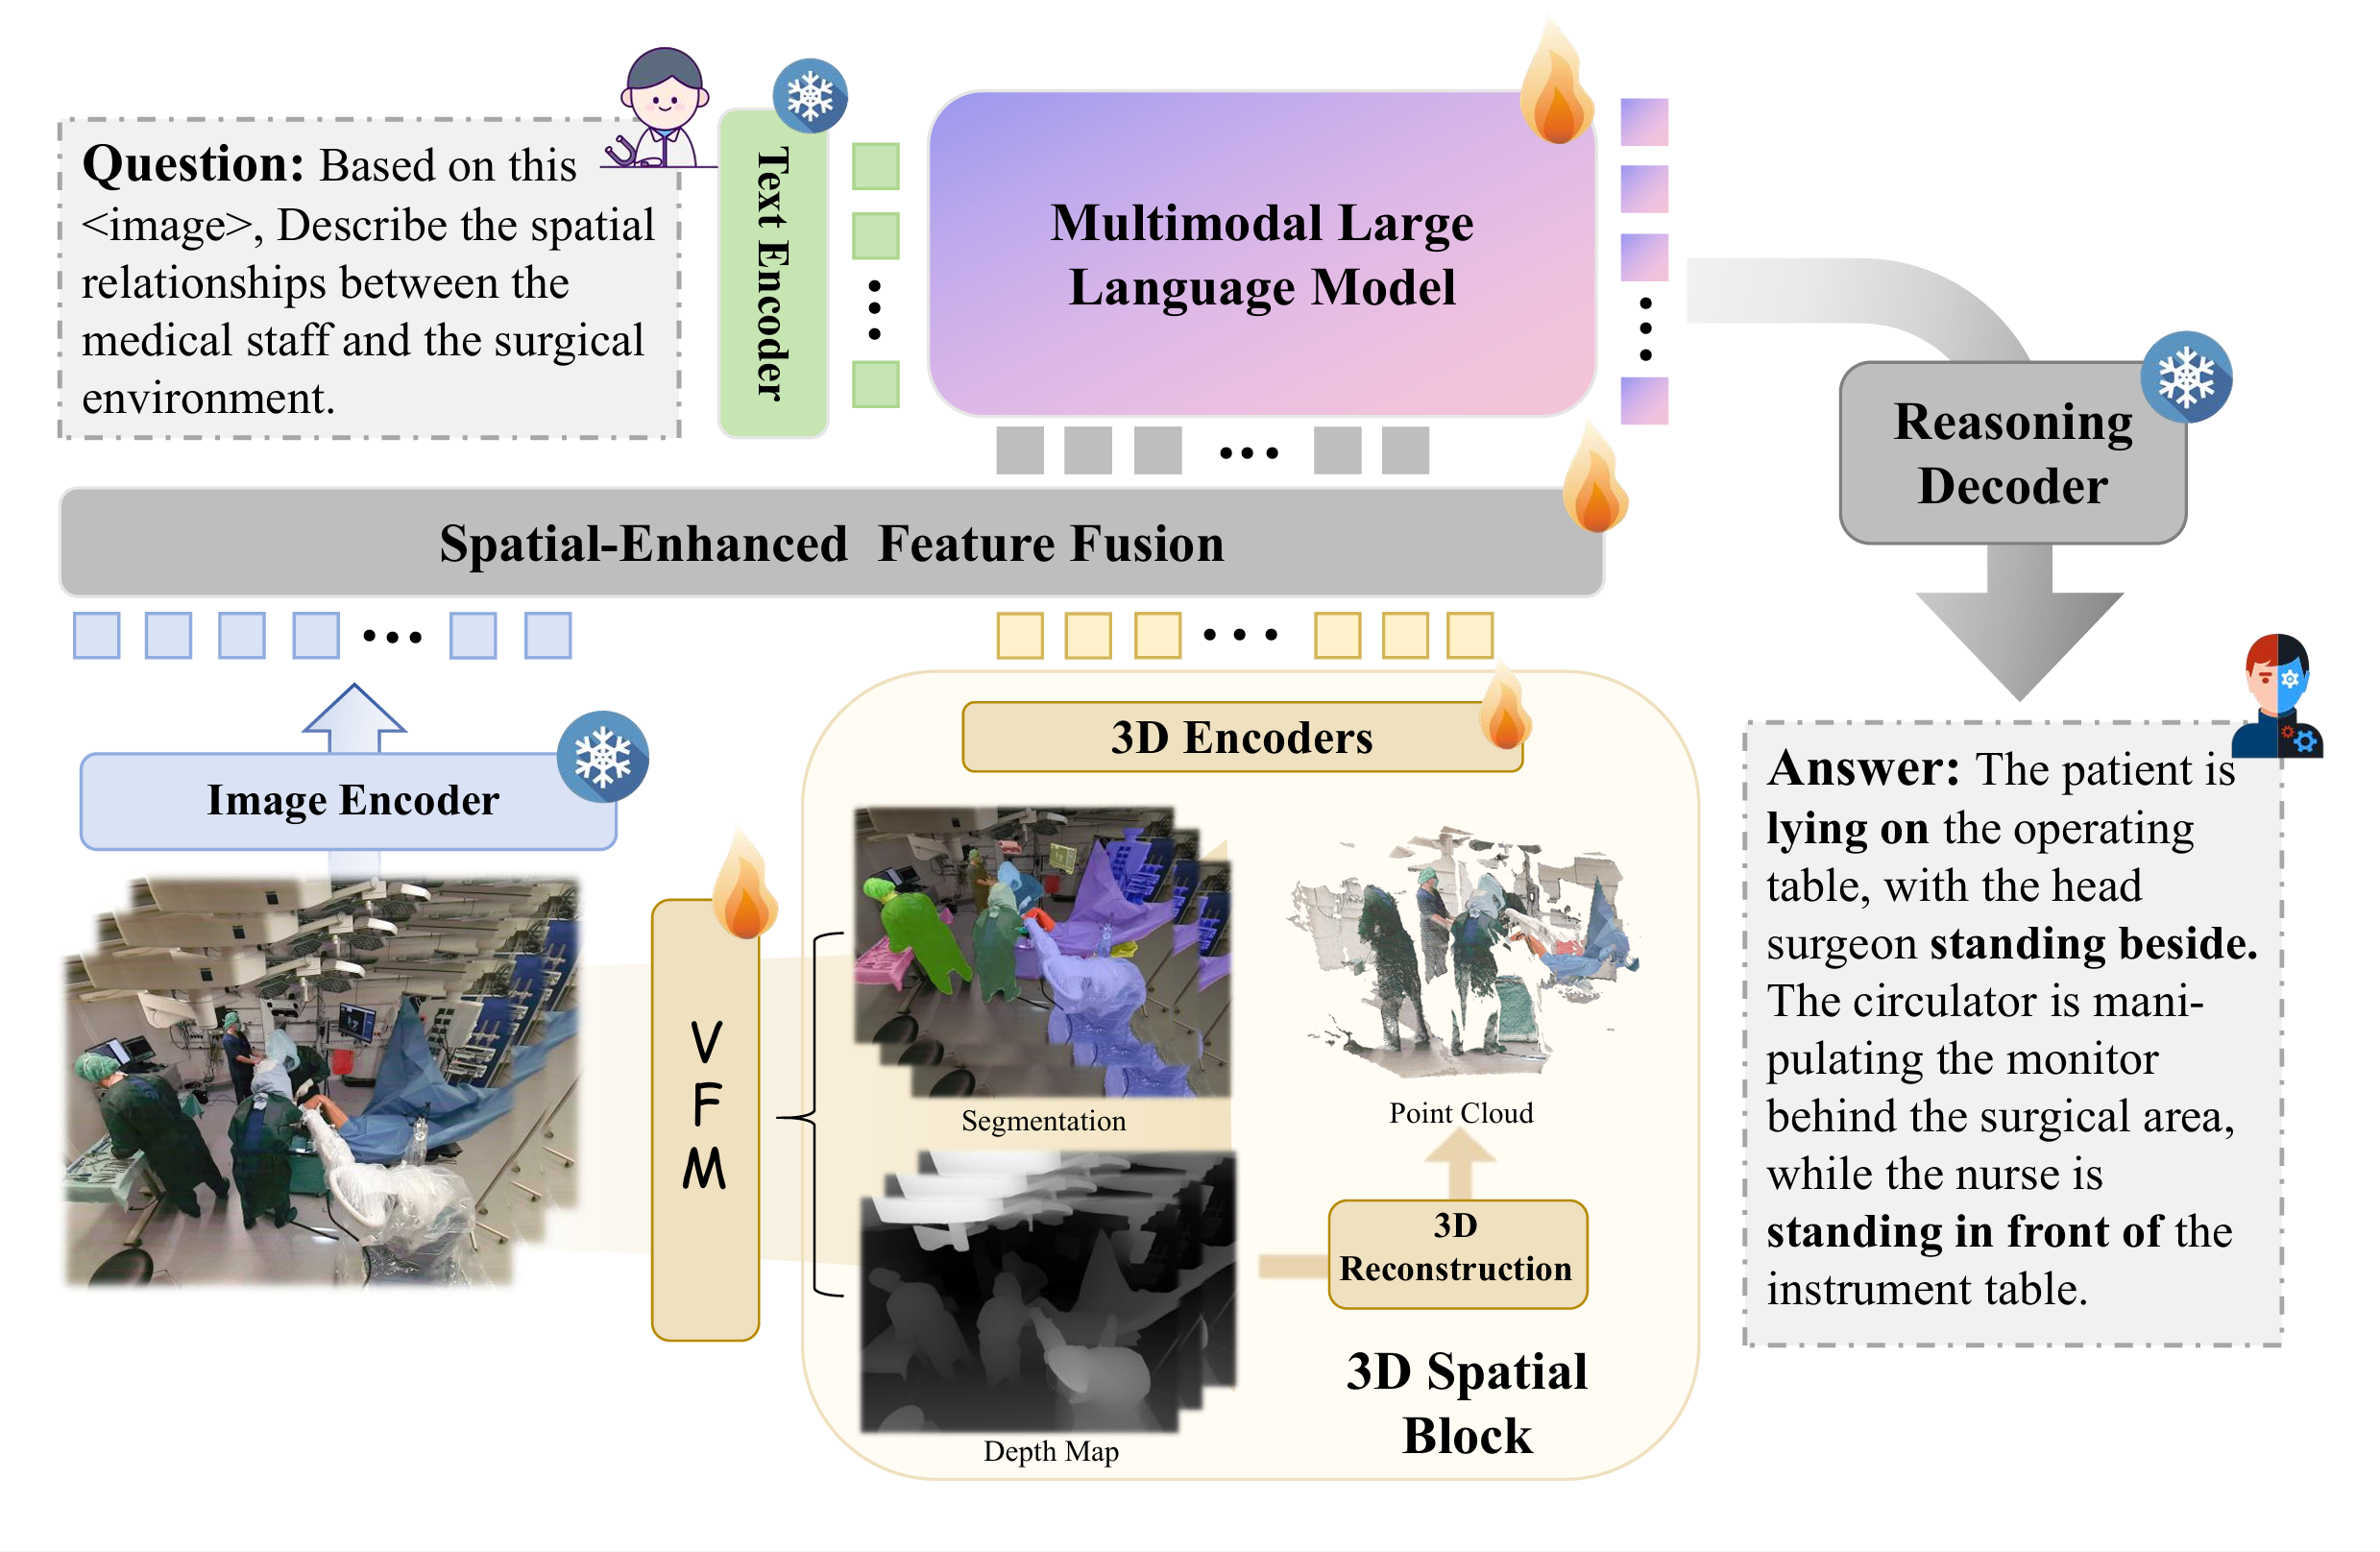 Question: Based on this
<image>, Describe the spatial
relationships between the
medical staff and the surgical
environment.
Text Encoder
Multimodal Large
Language Model
Reasoning
Decoder
Spatial-Enhanced Feature Fusion
Image Encoder
VFM
3D Encoders
Segmentation
Point Cloud
3D
Reconstruction
Depth Map
3D Spatial
Block
Answer: The patient is
lying on the operating
table, with the head
surgeon standing beside.
The circulator is mani-
pulating the monitor
behind the surgical area,
while the nurse is
standing in front of the
instrument table.